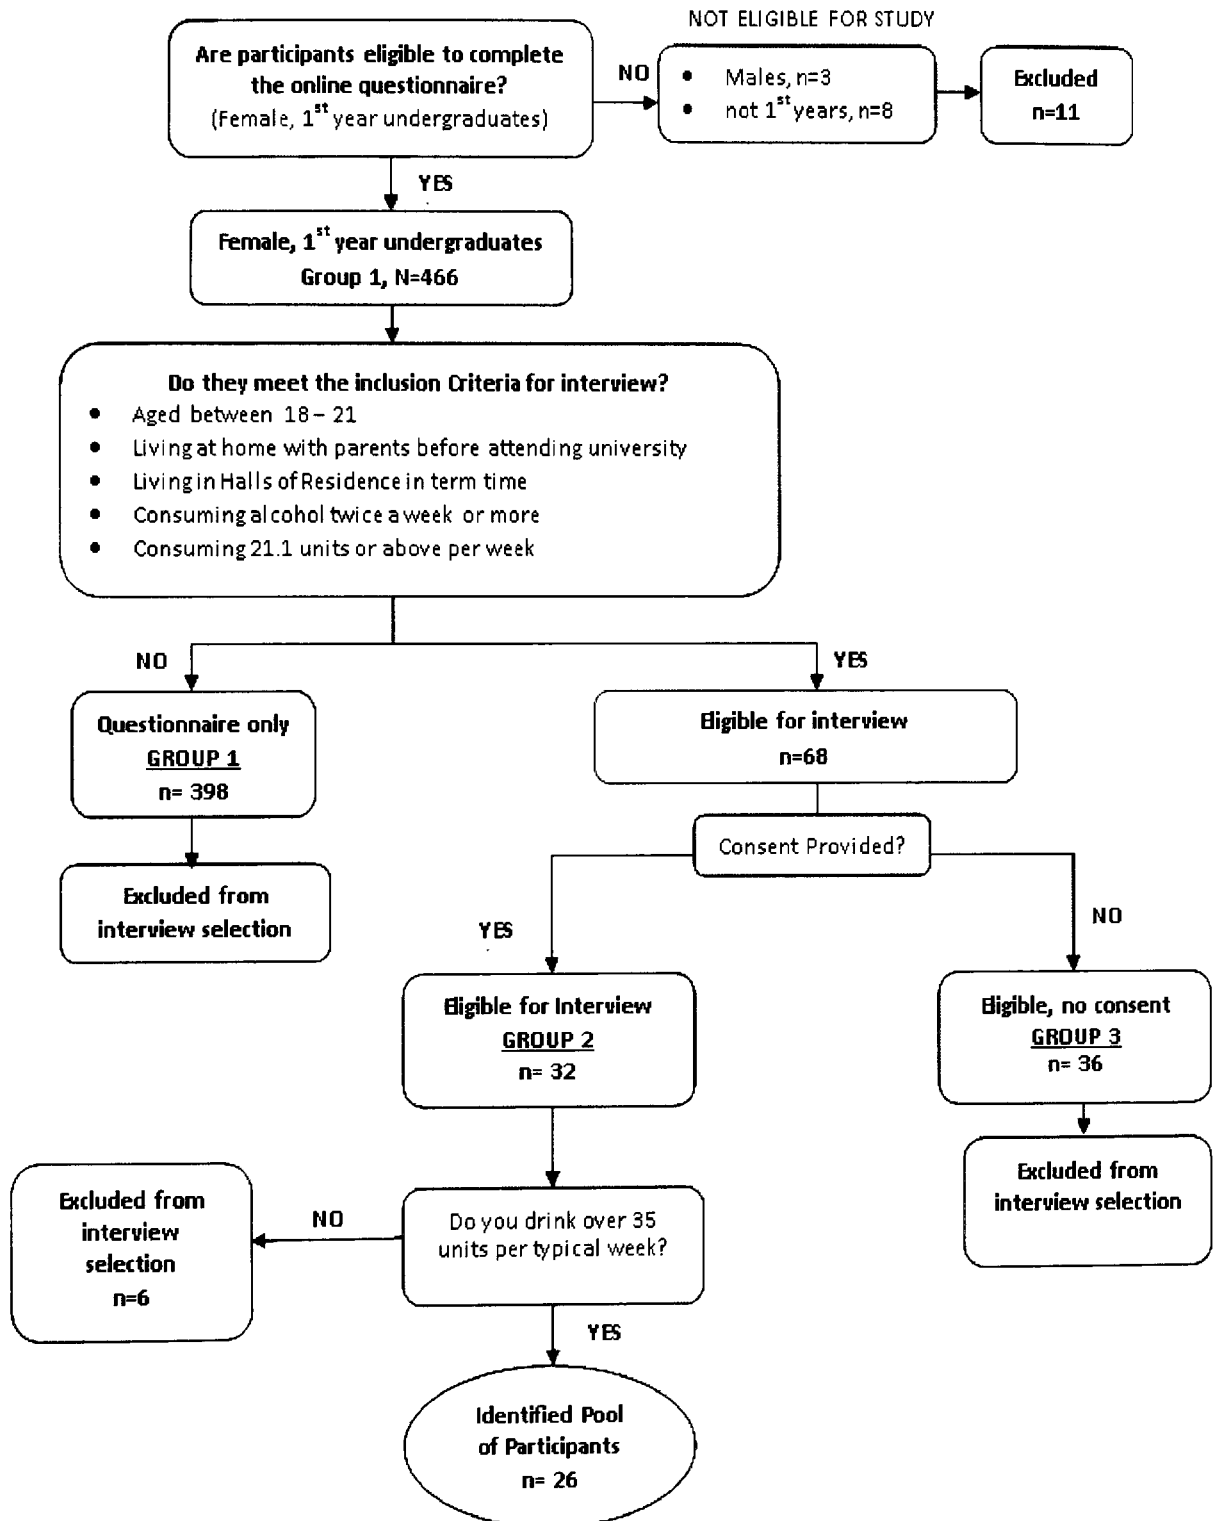 NOT ELIGIBLE FOR STUDY
Are participants eligible to complete
the online questionnaire?
(Female, 1st year undergraduates)
NO
• Males, n=3
• not 1st years, n=8
Excluded
n=11
YES
Female, 1st year undergraduates
Group 1, N=466
Do they meet the inclusion Criteria for interview?
• Aged between 18 – 21
• Living at home with parents before attending university
• Living in Halls of Residence in term time
• Consuming alcohol twice a week or more
• Consuming 21.1 units or above per week
NO
YES
Questionnaire only
GROUP 1
n= 398
Eligible for interview
n=68
Consent Provided?
Excluded from
interview selection
YES
NO
Eligible for Interview
GROUP 2
n= 32
Eligible, no consent
GROUP 3
n= 36
Excluded from
interview selection
Excluded from
interview
selection
n=6
NO
Do you drink over 35
units per typical week?
YES
Identified Pool
of Participants
n= 26